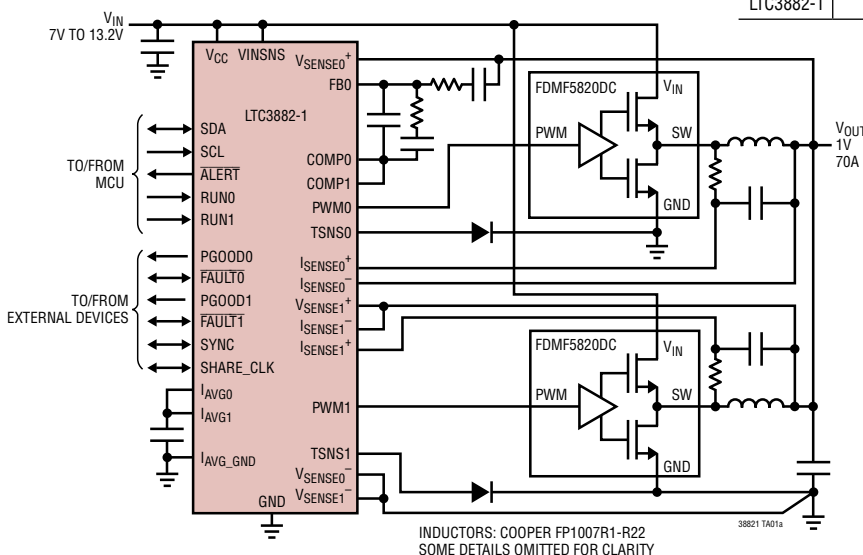 LTC3882-1
VIN
7V TO 13.2V
VCC
VINSNS
VSENSE0+
FB0
LTC3882-1
SDA
SCL
ALERT
RUN0
RUN1
TO/FROM
MCU
COMP0
COMP1
PWM0
TSNS0
PGOOD0
FAULT0
PGOOD1
FAULT1
SYNC
SHARE_CLK
TO/FROM
EXTERNAL DEVICES
ISENSE0+
ISENSE0–
VSENSE1+
ISENSE1–
ISENSE1+
IAVG0
IAVG1
IAVG_GND
PWM1
TSNS1
VSENSE0–
VSENSE1–
GND
FDMF5820DC
VIN
PWM
SW
GND
VOUT
1V
70A
FDMF5820DC
VIN
PWM
SW
GND
38821 TA01a
INDUCTORS: COOPER FP1007R1-R22
SOME DETAILS OMITTED FOR CLARITY